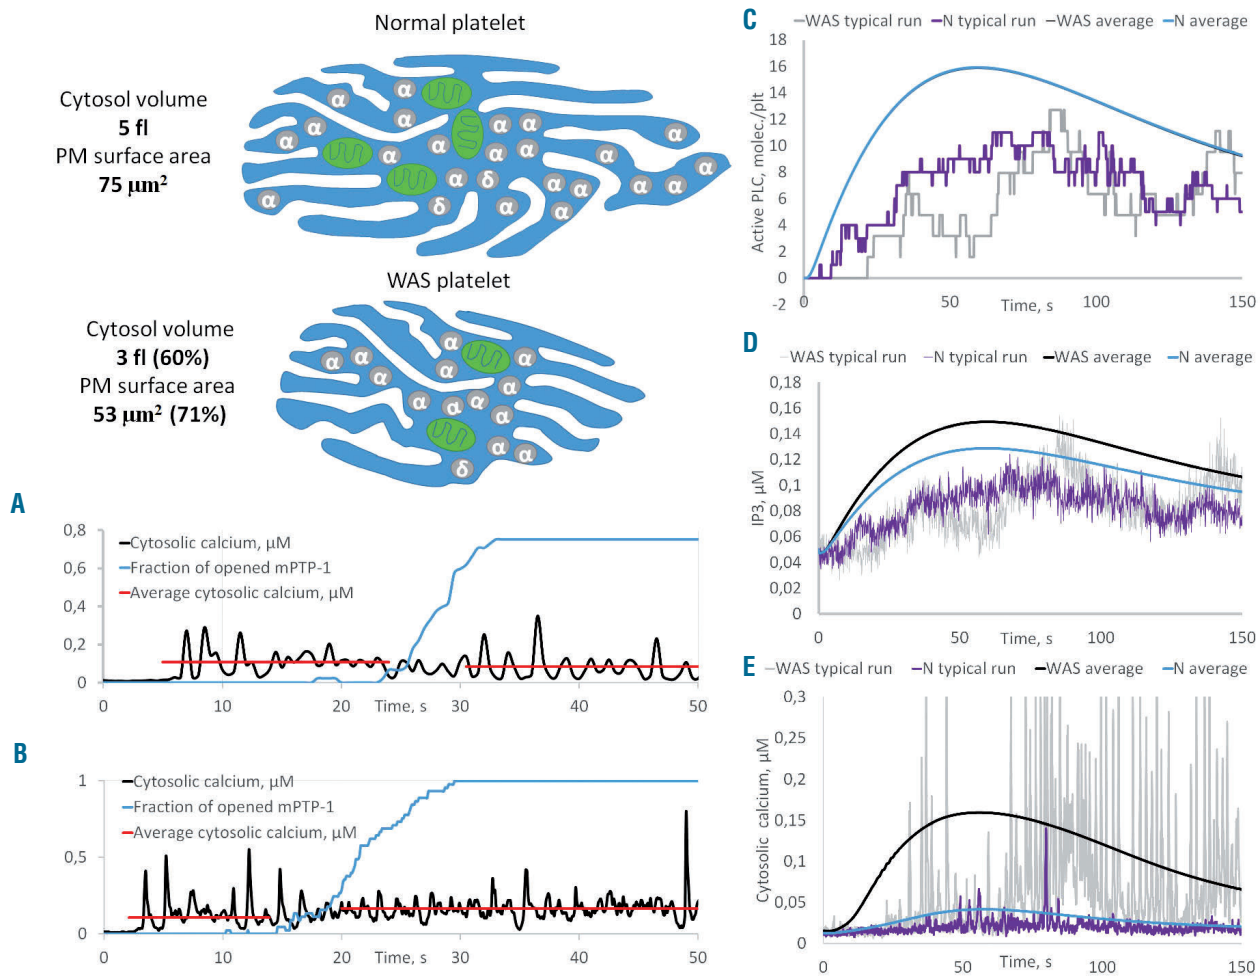 Normal platelet
Cytosol volume
5 fl
PM surface area
75 µm²
α α α α α α α α α α α α α δ α α α α α α δ α α α
WAS platelet
Cytosol volume
3 fl (60%)
PM surface area
53 µm² (71%)
α α α α α α α α α α α α δ
A
Cytosolic calcium, µM
Fraction of opened mPTP-1
Average cytosolic calcium, µM
0,8
0,6
0,4
0,2
0
0 10 20 Time, s 30 40 50
B
Cytosolic calcium, µM
Fraction of opened mPTP-1
Average cytosolic calcium, µM
1
0,5
0
0 10 20 Time, s 30 40 50
C
WAS typical run N typical run WAS average N average
Active PLC, molec./plt
18
16
14
12
10
8
6
4
2
0
-2
0 50 Time, s 100 150
D
WAS typical run N typical run WAS average N average
IP3, µM
0,18
0,16
0,14
0,12
0,1
0,08
0,06
0,04
0,02
0
0 50 Time, s 100 150
E
WAS typical run N typical run WAS average N average
Cytosolic calcium, µM
0,3
0,25
0,2
0,15
0,1
0,05
0
0 50 Time, s 100 150